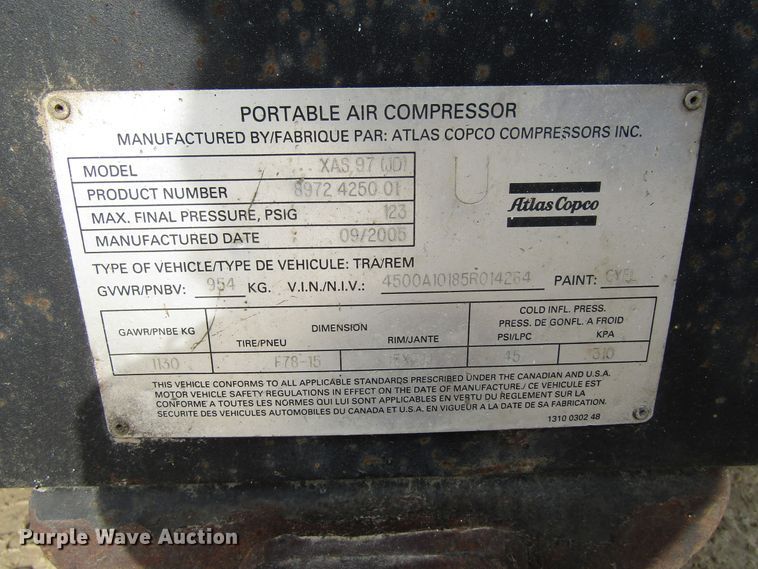 PORTABLE AIR COMPRESSOR
MANUFACTURED BY/FABRIQUE PAR: ATLAS COPCO COMPRESSORS INC.
MODEL XAS 97 (JD)
PRODUCT NUMBER 8972 4250 01
MAX. FINAL PRESSURE, PSIG 123
MANUFACTURED DATE 09/2005
Atlas Copco
TYPE OF VEHICLE/TYPE DE VEHICULE: TRA/REM
GVWR/PNBV: 954 KG. V.I.N./N.I.V.: 4500A10185R014264 PAINT: CYEL
GAWR/PNBE KG DIMENSION COLD INFL. PRESS.
PRESS. DE GONFL. A FROID
TIRE/PNEU RIM/JANTE PSI/LPC KPA
1130 F78-15 45 310
THIS VEHICLE CONFORMS TO ALL APPLICABLE STANDARDS PRESCRIBED UNDER THE CANADIAN AND U.S.A.
MOTOR VEHICLE SAFETY REGULATIONS IN EFFECT ON THE DATE OF MANUFACTURE./ CE VEHICULE EST
CONFORME A TOUTES LES NORMES QUI LUI SONT APPLICABLES EN VERTU DU REGLEMENT SUR LA
SECURITE DES VEHICULES AUTOMOBILES DU CANADA ET U.S.A. EN VIGUEUR A LA DATE DE SA FABRICATION.
1310 0302 48
Purple Wave Auction